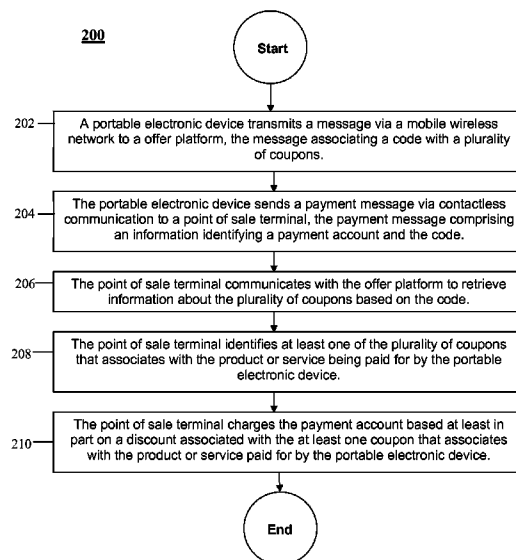 200
Start
202
A portable electronic device transmits a message via a mobile wireless
network to a offer platform, the message associating a code with a plurality
of coupons.
204
The portable electronic device sends a payment message via contactless
communication to a point of sale terminal, the payment message comprising
an information identifying a payment account and the code.
206
The point of sale terminal communicates with the offer platform to retrieve
information about the plurality of coupons based on the code.
208
The point of sale terminal identifies at least one of the plurality of coupons
that associates with the product or service being paid for by the portable
electronic device.
210
The point of sale terminal charges the payment account based at least in
part on a discount associated with the at least one coupon that associates
with the product or service paid for by the portable electronic device.
End